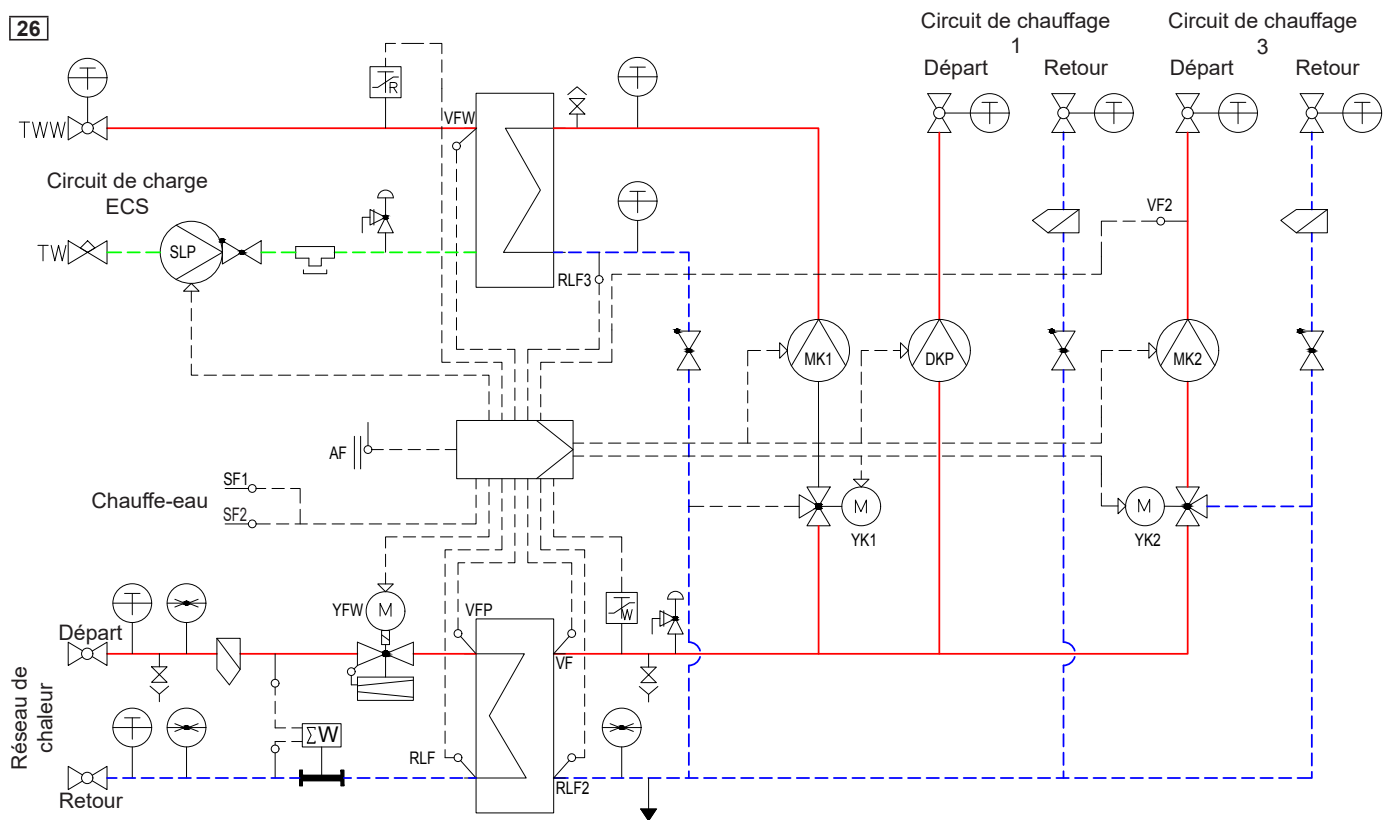 26
Circuit de chauffage
1
Circuit de chauffage
3
Départ
Retour
Départ
Retour
T
T
T
T
T
T
R
T
TWW
VFW
Circuit de charge
ECS
T
VF2
TW
SLP
RLF3
MK1
DKP
MK2
AF
SF1
Chauffe-eau
SF2
M
YK1
M
YK2
T
YFW
M
VFP
T
W
Départ
VF
Réseau de
chaleur
T
ΣW
RLF
RLF2
Retour